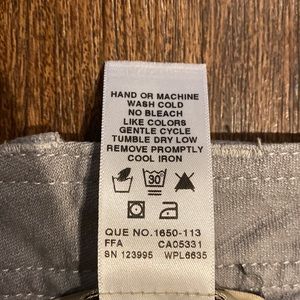 HAND OR MACHINE
WASH COLD
NO BLEACH
LIKE COLORS
GENTLE CYCLE
TUMBLE DRY LOW
REMOVE PROMPTLY
COOL IRON
30
QUE NO.1650-113
FFA CA05331
SN 123995 WPL6635